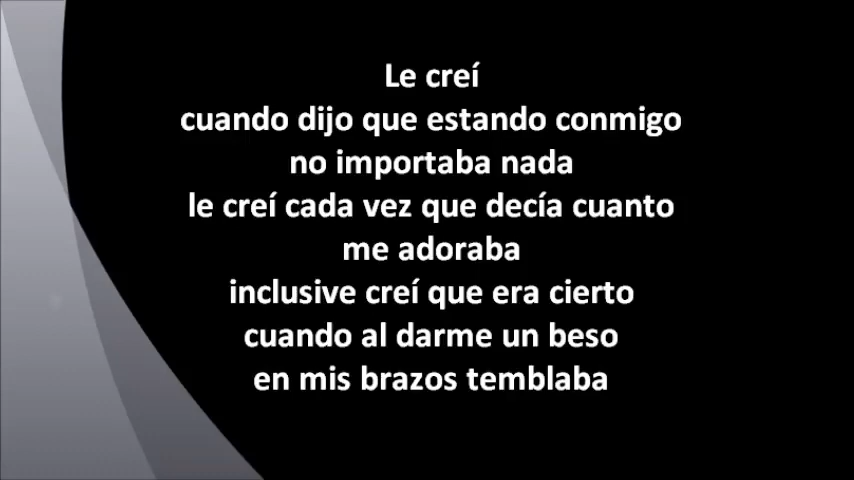 Le creí
cuando dijo que estando conmigo
no importaba nada
le creí cada vez que decía cuanto
me adoraba
inclusive creí que era cierto
cuando al darme un beso
en mis brazos temblaba